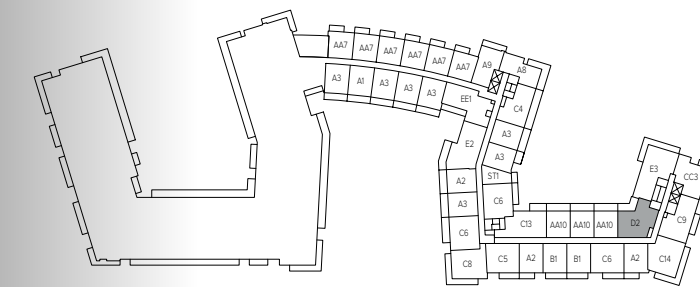 AA7 AA7 AA7 AA7 AA7 AA7 A9 A8
A3 A1 A3 A3 A3 EE1 C4
A3
E2
A3
ST1
A2
A3 C6
C6 C13 AA10 AA10 AA10 D2
E3 CC3
C9
C8 C5 A2 B1 B1 C6 A2 C14